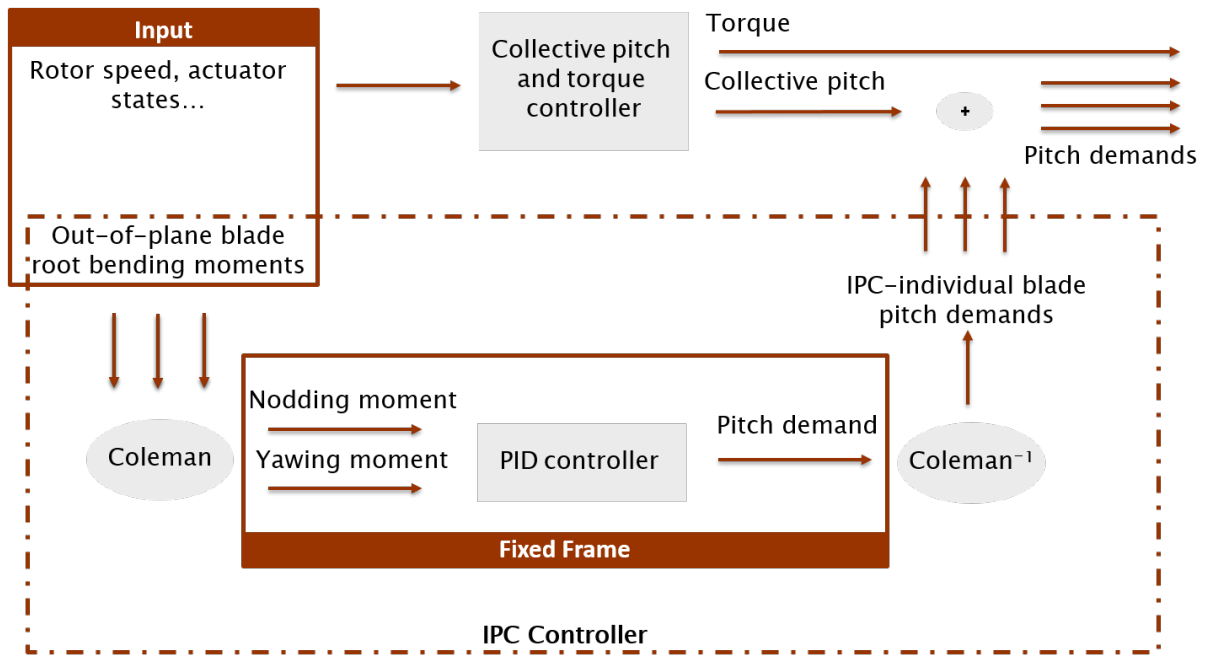 Input
Rotor speed, actuator
states...
Out-of-plane blade
root bending moments
Collective pitch
and torque
controller
Torque
Collective pitch
+
Pitch demands
IPC-individual blade
pitch demands
Coleman
Nodding moment
Yawing moment
PID controller
Pitch demand
Coleman⁻¹
Fixed Frame
IPC Controller